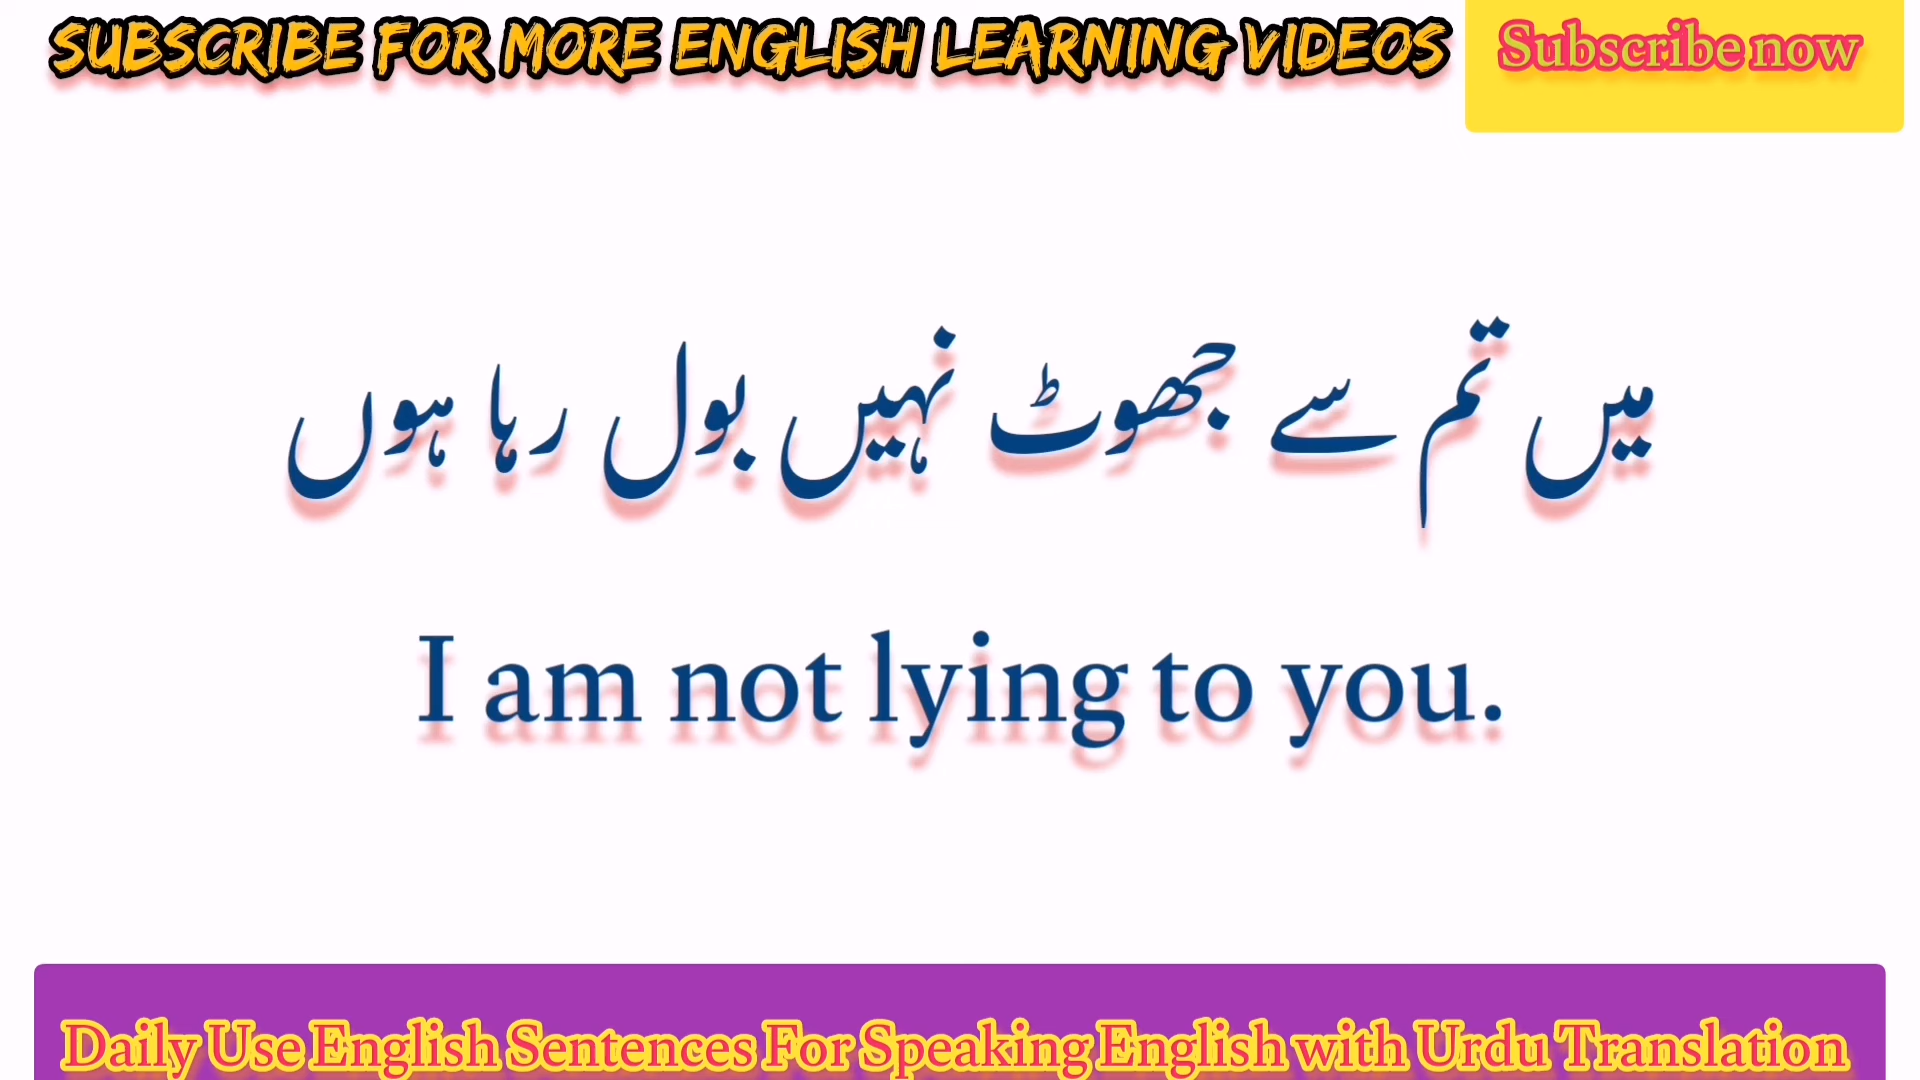 SUBSCRIBE FOR MORE ENGLISH LEARNING VIDEOS
Subscribe now
میں تم سے جھوٹ نہیں بول رہا ہوں
I am not lying to you.
Daily Use English Sentences For Speaking English with Urdu Translation